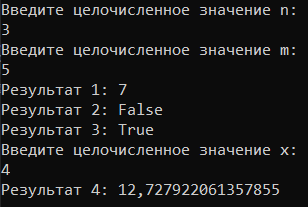 Введите целочисленное значение n:
3
Введите целочисленное значение m:
5
Результат 1: 7
Результат 2: False
Результат 3: True
Введите целочисленное значение x:
4
Результат 4: 12,727922061357855